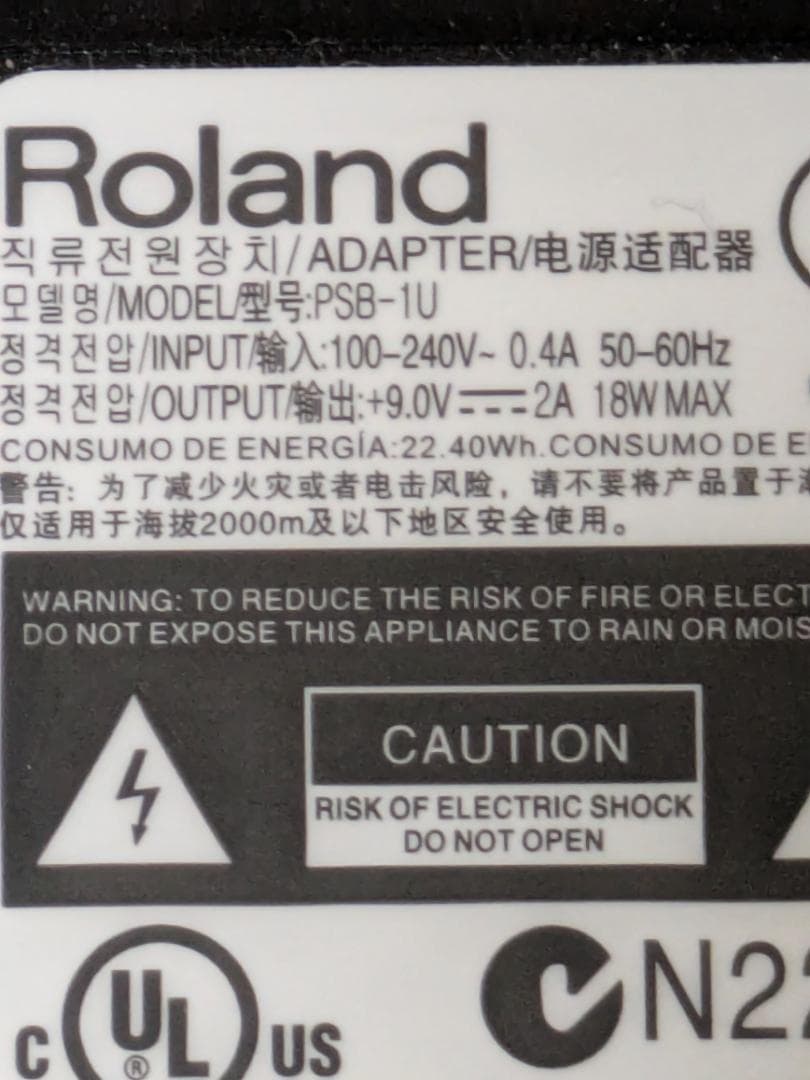 Roland
직류전원장치/ADAPTER/电源适配器
모델명/MODEL/型号:PSB-1U
정격전압/INPUT/输入:100-240V~ 0.4A 50-60Hz
정격전압/OUTPUT/输出:+9.0V⎓2A 18W MAX
CONSUMO DE ENERGÍA:22.40Wh.CONSUMO DE E
警告: 为了减少火灾或者电击风险，请不要将产品置于
仅适用于海拔2000m及以下地区安全使用。
WARNING: TO REDUCE THE RISK OF FIRE OR ELECT
DO NOT EXPOSE THIS APPLIANCE TO RAIN OR MOIS
CAUTION
RISK OF ELECTRIC SHOCK
DO NOT OPEN
C UL® US
N22